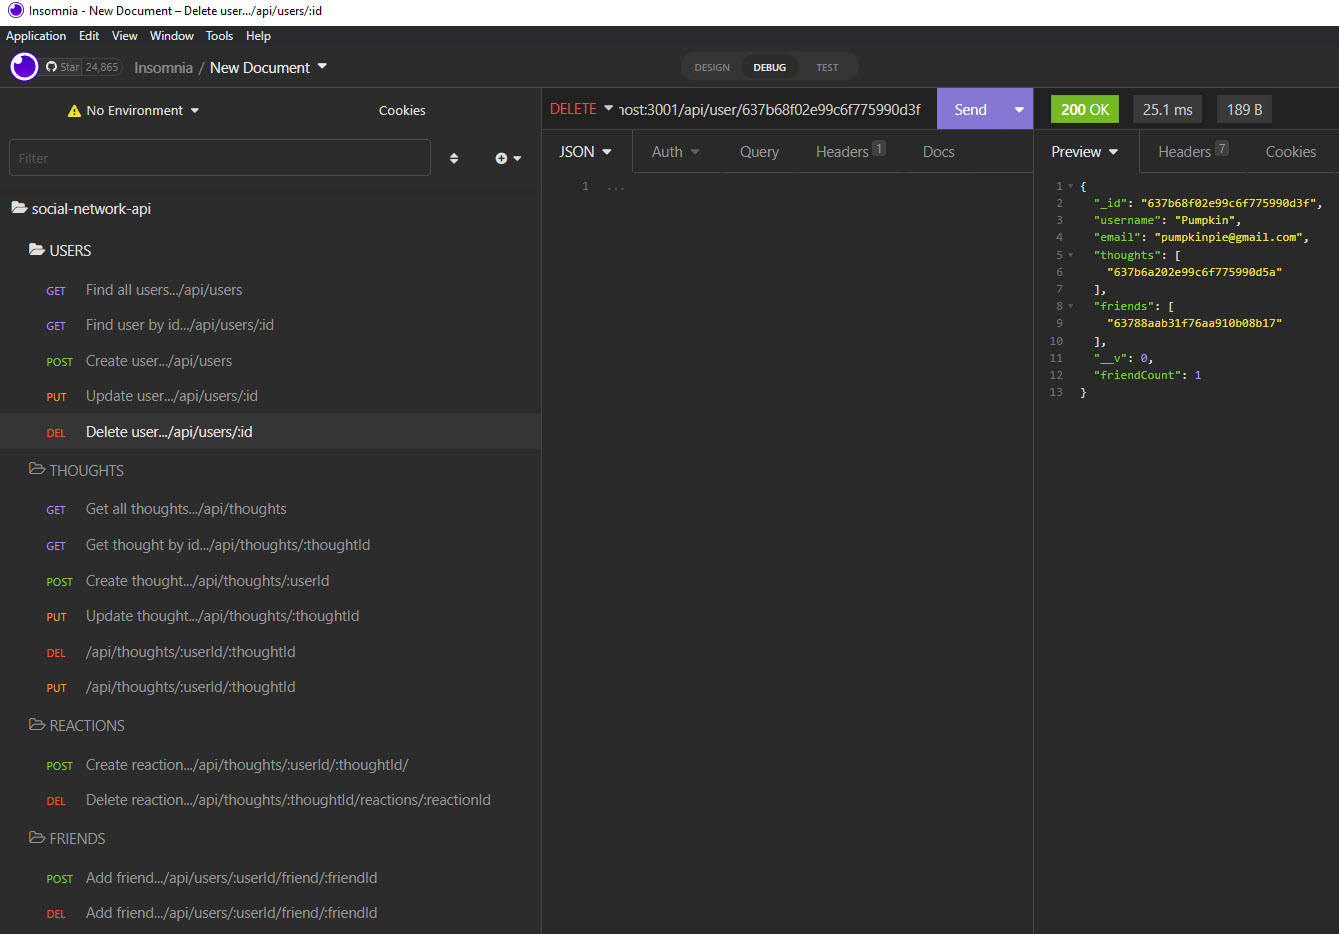 Insomnia - New Document – Delete user.../api/users/:id
Application Edit View Window Tools Help
Star 24,865 Insomnia / New Document
DESIGN DEBUG TEST
No Environment Cookies
DELETE 10st:3001/api/user/637b68f02e99c6f775990d3f Send
200 OK 25.1 ms 189 B
Filter
JSON Auth Query Headers 1 Docs
Preview Headers 7 Cookies
1 ...
social-network-api
USERS
GET Find all users.../api/users
GET Find user by id.../api/users/:id
POST Create user.../api/users
PUT Update user.../api/users/:id
DEL Delete user.../api/users/:id
THOUGHTS
GET Get all thoughts.../api/thoughts
GET Get thought by id.../api/thoughts/:thoughtId
POST Create thought.../api/thoughts/:userId
PUT Update thought.../api/thoughts/:thoughtId
DEL /api/thoughts/:userId/:thoughtId
PUT /api/thoughts/:userId/:thoughtId
REACTIONS
POST Create reaction.../api/thoughts/:userId/:thoughtId/
DEL Delete reaction.../api/thoughts/:thoughtId/reactions/:reactionId
FRIENDS
POST Add friend.../api/users/:userId/friend/:friendId
DEL Add friend.../api/users/:userId/friend/:friendId
1 {
2 "_id": "637b68f02e99c6f775990d3f",
3 "username": "Pumpkin",
4 "email": "pumpkinpie@gmail.com",
5 "thoughts": [
6 "637b6a202e99c6f775990d5a"
7 ],
8 "friends": [
9 "63788aab31f76aa910b08b17"
10 ],
11 "__v": 0,
12 "friendCount": 1
13 }